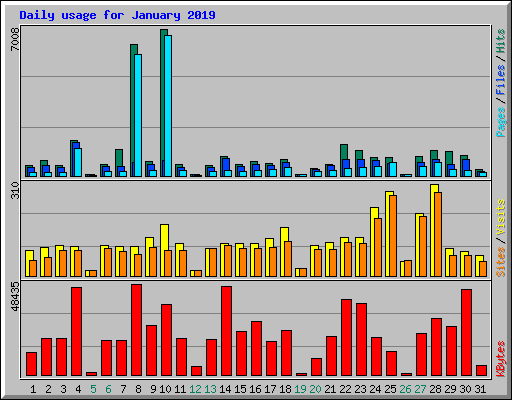 Daily usage for January 2019
7008
Pages / Files / Hits
310
Sites / Visits
48435
KBytes
1 2 3 4 5 6 7 8 9 10 11 12 13 14 15 16 17 18 19 20 21 22 23 24 25 26 27 28 29 30 31